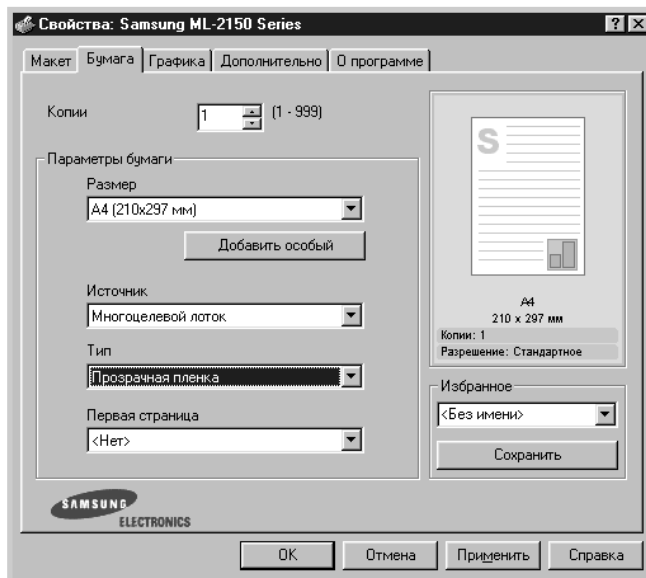 Свойства: Samsung ML-2150 Series
Макет Бумага Графика Дополнительно О программе
Копии 1 (1 - 999)
Параметры бумаги
Размер
A4 (210x297 мм)
Добавить особый
Источник
Многоцелевой лоток
Тип
Прозрачная пленка
Первая страница
<Нет>
S
A4
210 x 297 мм
Копии: 1
Разрешение: Стандартное
Избранное
<Без имени>
Сохранить
SAMSUNG
ELECTRONICS
OK Отмена Применить Справка